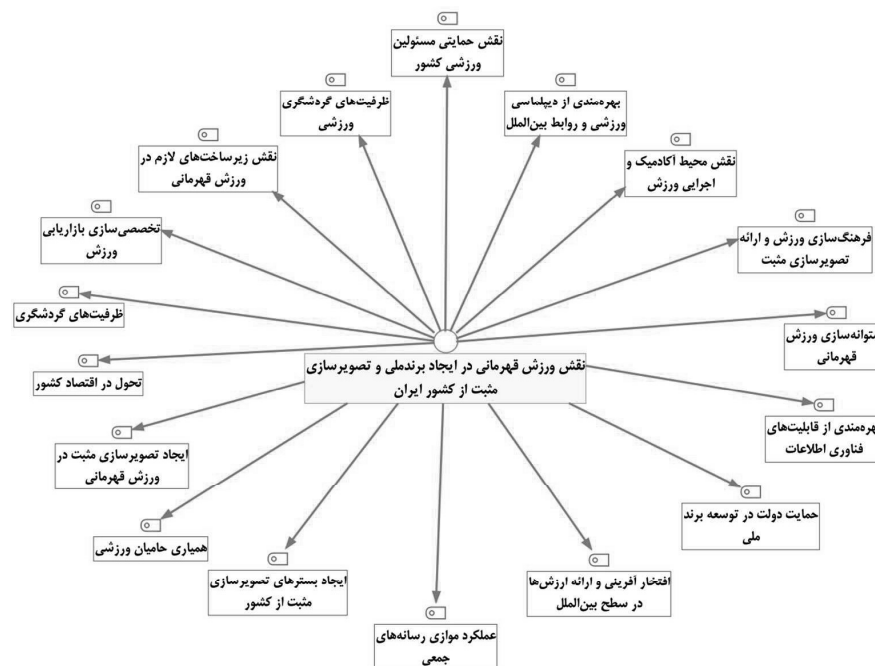 نقش حمایتی مسئولین
ورزشی کشور
بهره‌مندی از دیپلماسی
ورزشی و روابط بین‌الملل
ظرفیت‌های گردشگری
ورزشی
نقش محیط آکادمیک و
اجرایی ورزش
نقش زیرساخت‌های لازم در
ورزش قهرمانی
فرهنگ‌سازی ورزش و ارائه
تصویرسازی مثبت
تخصصی‌سازی بازاریابی
ورزش
ظرفیت‌های گردشگری
متوانه‌سازی ورزش
قهرمانی
نقش ورزش قهرمانی در ایجاد برندملی و تصویرسازی
مثبت از کشور ایران
تحول در اقتصاد کشور
بهره‌مندی از قابلیت‌های
فناوری اطلاعات
ایجاد تصویرسازی مثبت در
ورزش قهرمانی
حمایت دولت در توسعه برند
ملی
همیاری حامیان ورزشی
ایجاد بسترهای تصویرسازی
مثبت از کشور
افتخار آفرینی و ارائه ارزش‌ها
در سطح بین‌الملل
عملکرد موازی رسانه‌های
جمعی